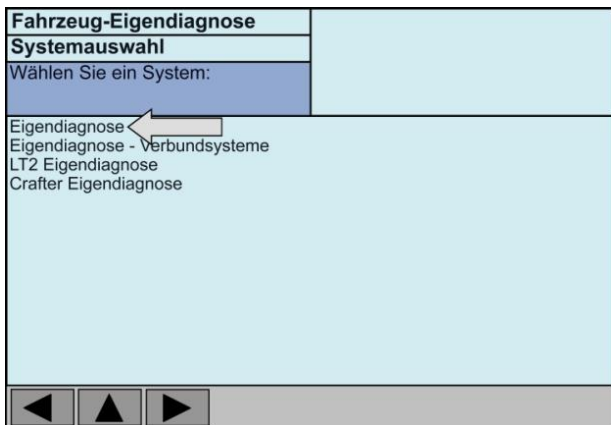 Fahrzeug-Eigendiagnose
Systemauswahl
Wählen Sie ein System:
Eigendiagnose
Eigendiagnose - Verbundsysteme
LT2 Eigendiagnose
Crafter Eigendiagnose